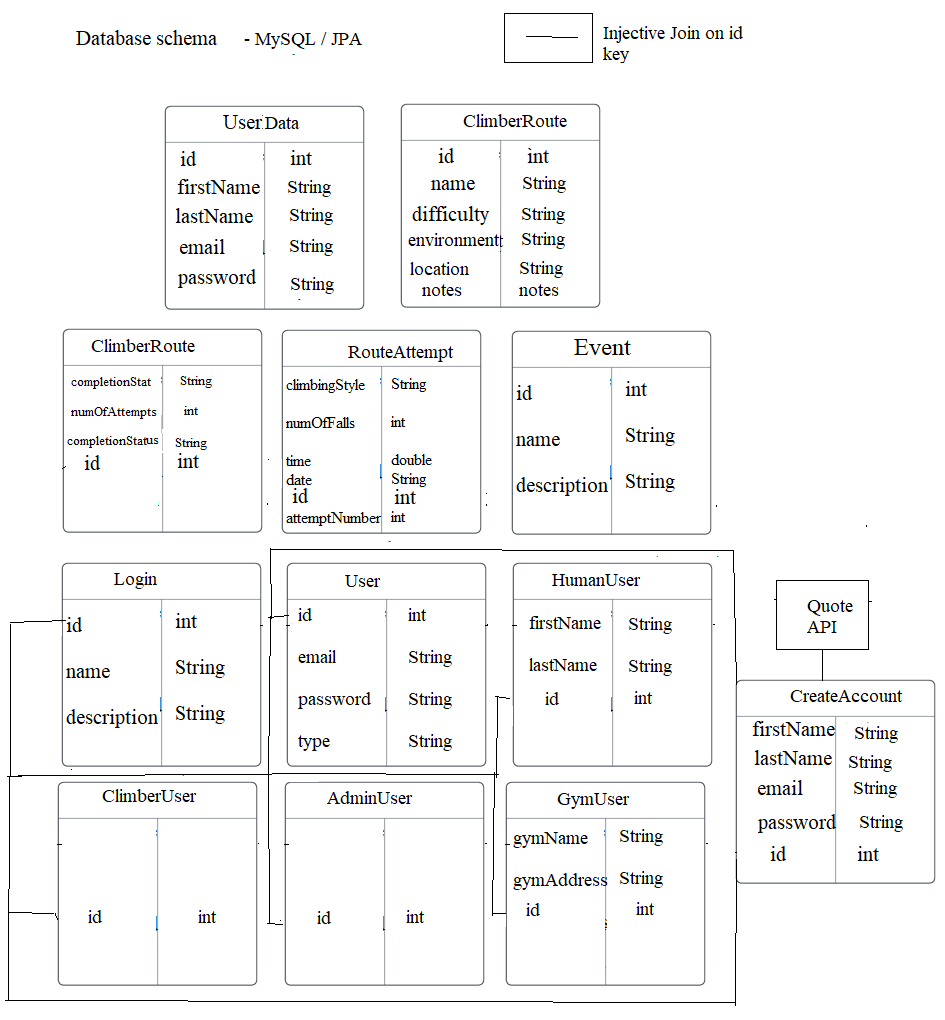 Database schema - MySQL / JPA
Injective Join on id
key
User Data
id int
firstName String
lastName String
email String
password String
ClimberRoute
id int
name String
difficulty String
environment String
location String
notes notes
ClimberRoute
completionStat String
numOfAttempts int
completionStatus String
id int
RouteAttempt
climbingStyle String
numOfFalls int
time double
date String
id int
attemptNumber int
Event
id int
name String
description String
Login
id int
name String
description String
User
id int
email String
password String
type String
HumanUser
firstName String
lastName String
id int
Quote
API
CreateAccount
firstName String
lastName String
email String
password String
id int
ClimberUser
id int
AdminUser
id int
GymUser
gymName String
gymAddress String
id int